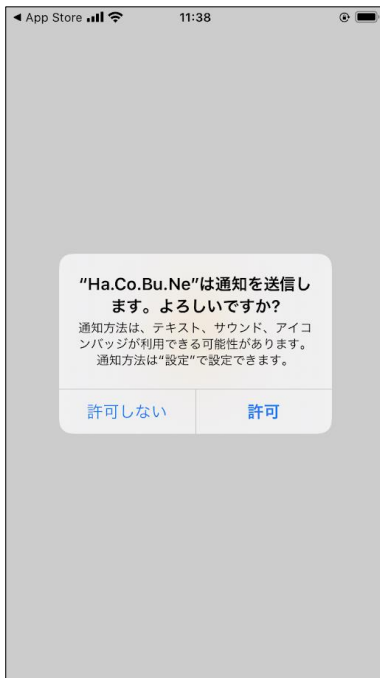 ◀ App Store 11:38
“Ha.Co.Bu.Ne”は通知を送信し
ます。よろしいですか?
通知方法は、テキスト、サウンド、アイコ
ンバッジが利用できる可能性があります。
通知方法は“設定”で設定できます。
許可しない 許可